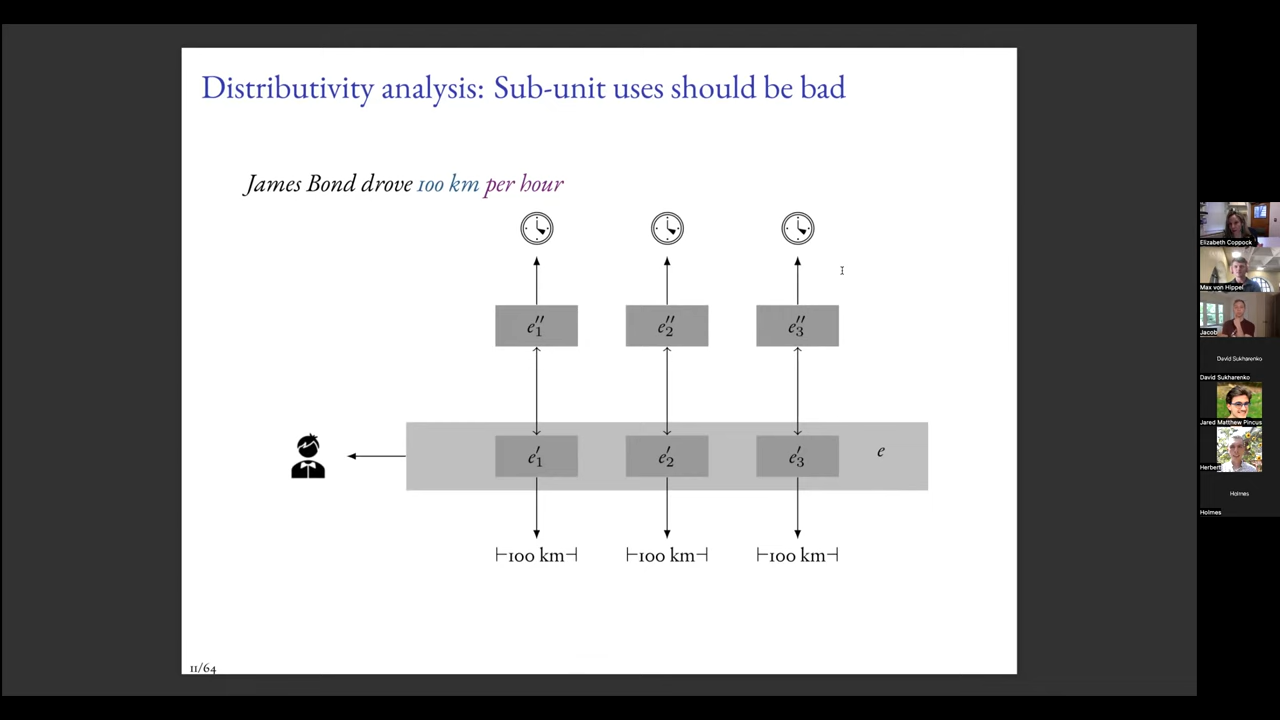 Distributivity analysis: Sub-unit uses should be bad
James Bond drove 100 km per hour
e″₁ e″₂ e″₃
e′₁ e′₂ e′₃ e
⊢100 km⊣ ⊢100 km⊣ ⊢100 km⊣
11/64
Elizabeth Coppock
Max von Hippel
Jacob
David Sukharenko
David Sukharenko
Jared Matthew Pincus
Herbert
Holmes
Holmes